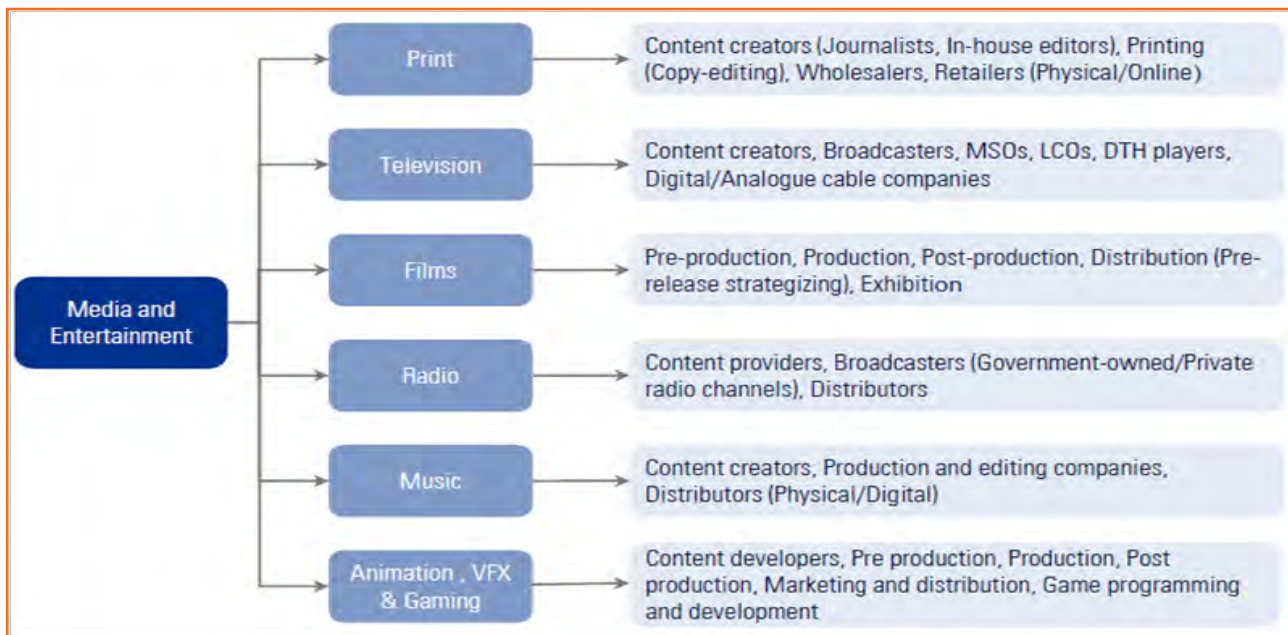 Print
Content creators (Journalists, In-house editors), Printing
(Copy-editing), Wholesalers, Retailers (Physical/Online)
Television
Content creators, Broadcasters, MSOs, LCOs, DTH players,
Digital/Analogue cable companies
Films
Pre-production, Production, Post-production, Distribution (Pre-
release strategizing), Exhibition
Media and
Entertainment
Radio
Content providers, Broadcasters (Government-owned/Private
radio channels), Distributors
Music
Content creators, Production and editing companies,
Distributors (Physical/Digital)
Animation , VFX
& Gaming
Content developers, Pre production, Production, Post
production, Marketing and distribution, Game programming
and development